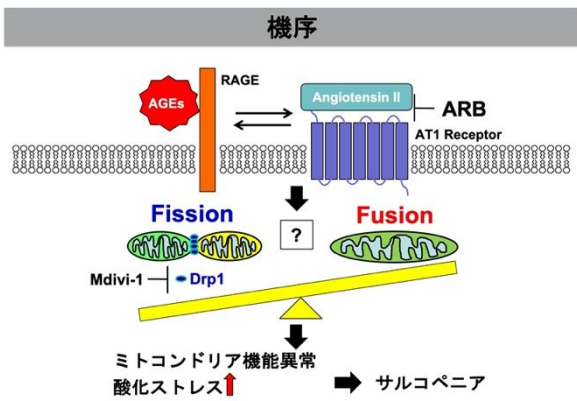 機序
RAGE
AGEs
Angiotensin II
ARB
AT1 Receptor
Fission
?
Fusion
Mdivi-1
Drp1
ミトコンドリア機能異常
酸化ストレス
サルコペニア